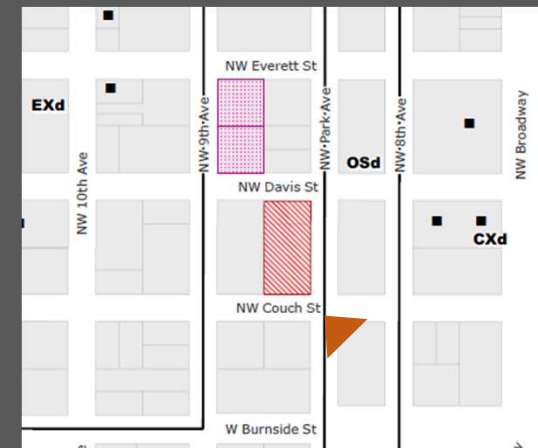 NW Everett St
EXd
NW 10th Ave
NW•9th•Ave
NW•Park•Ave
NW•8th•Ave
NW Broadway
OSd
NW Davis St
CXd
NW Couch St
W Burnside St